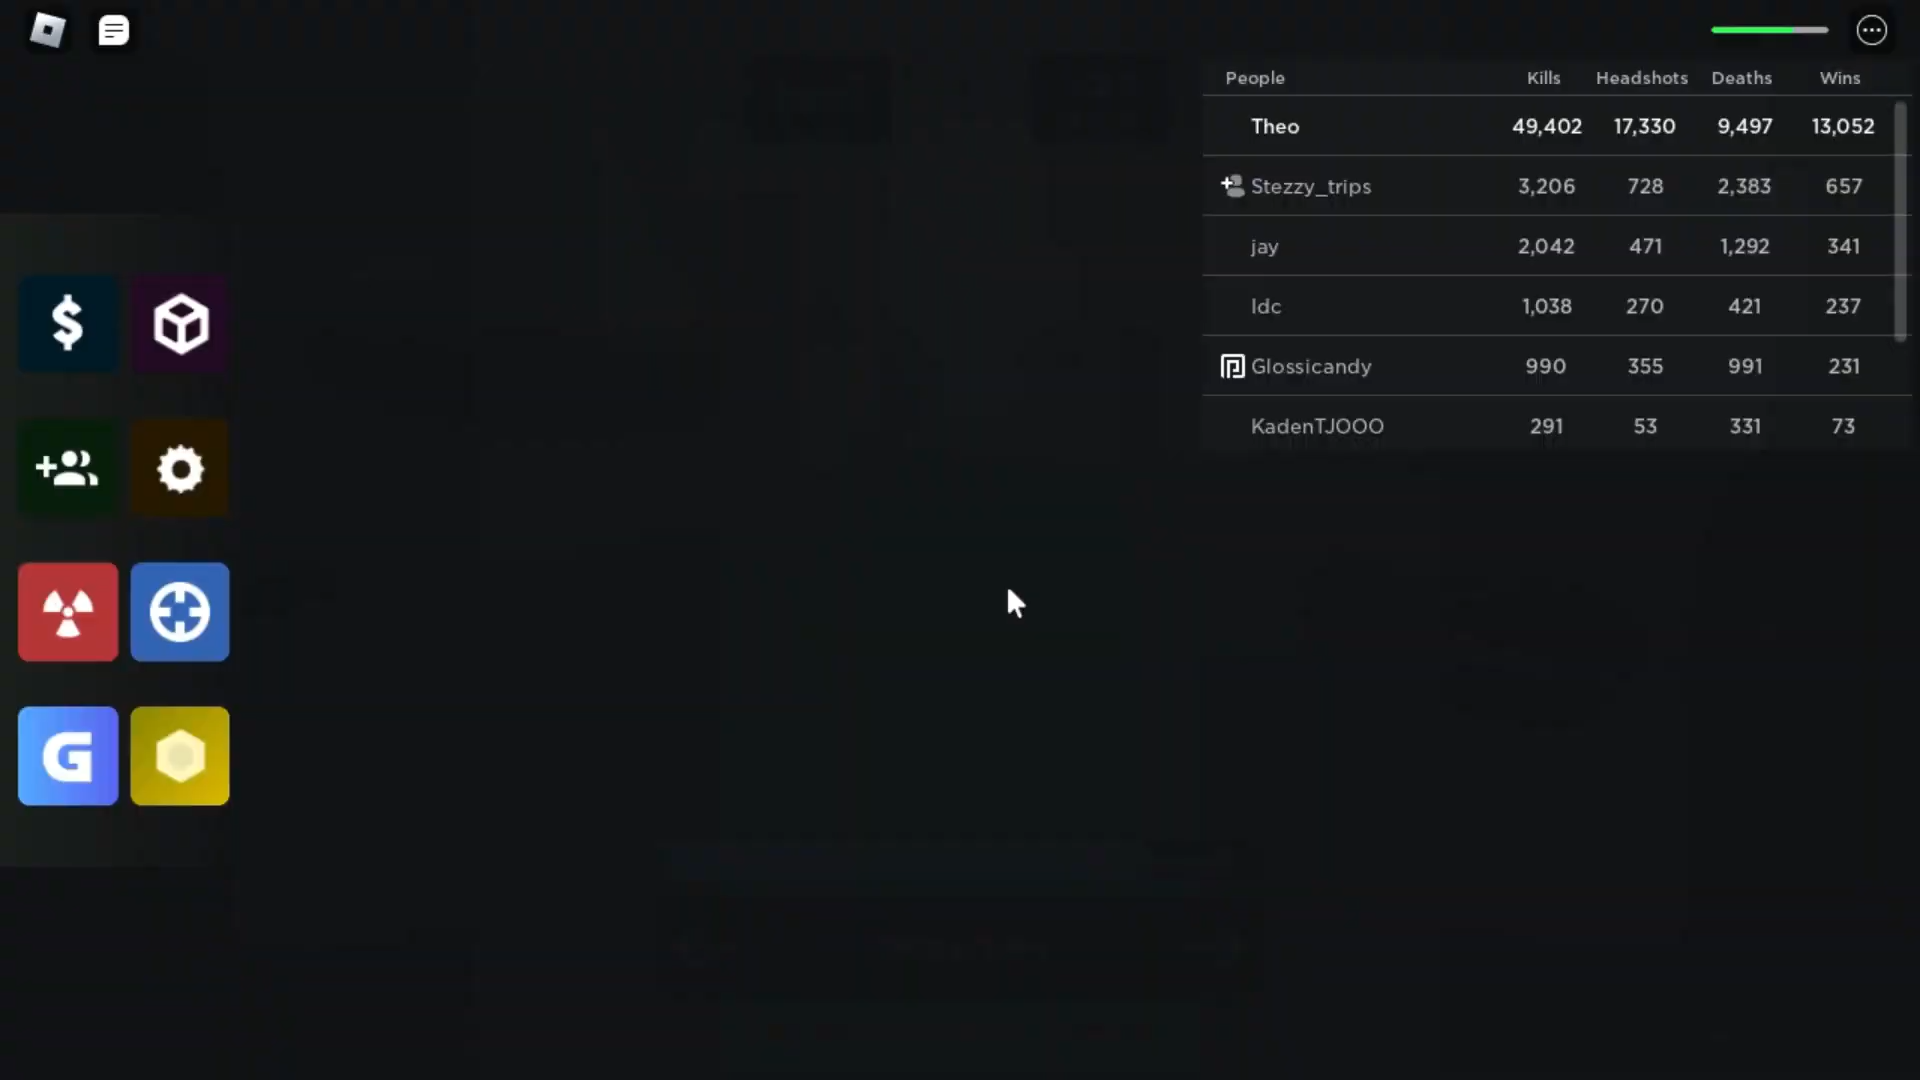 People Kills Headshots Deaths Wins
Theo 49,402 17,330 9,497 13,052
Stezzy_trips 3,206 728 2,383 657
jay 2,042 471 1,292 341
Idc 1,038 270 421 237
Glossicandy 990 355 991 231
KadenTJOOO 291 53 331 73
G